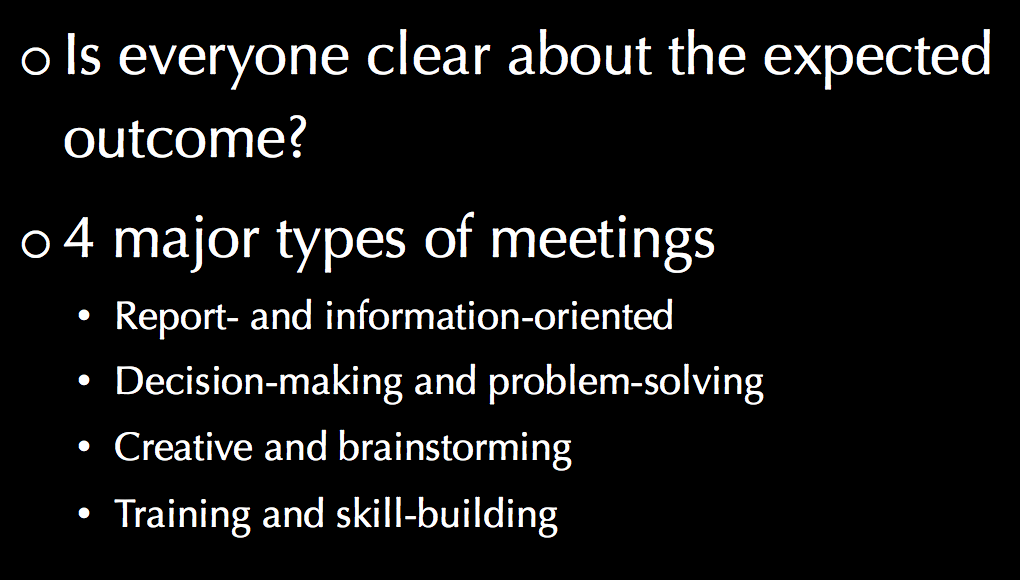 ○ Is everyone clear about the expected
outcome?
○ 4 major types of meetings
• Report- and information-oriented
• Decision-making and problem-solving
• Creative and brainstorming
• Training and skill-building